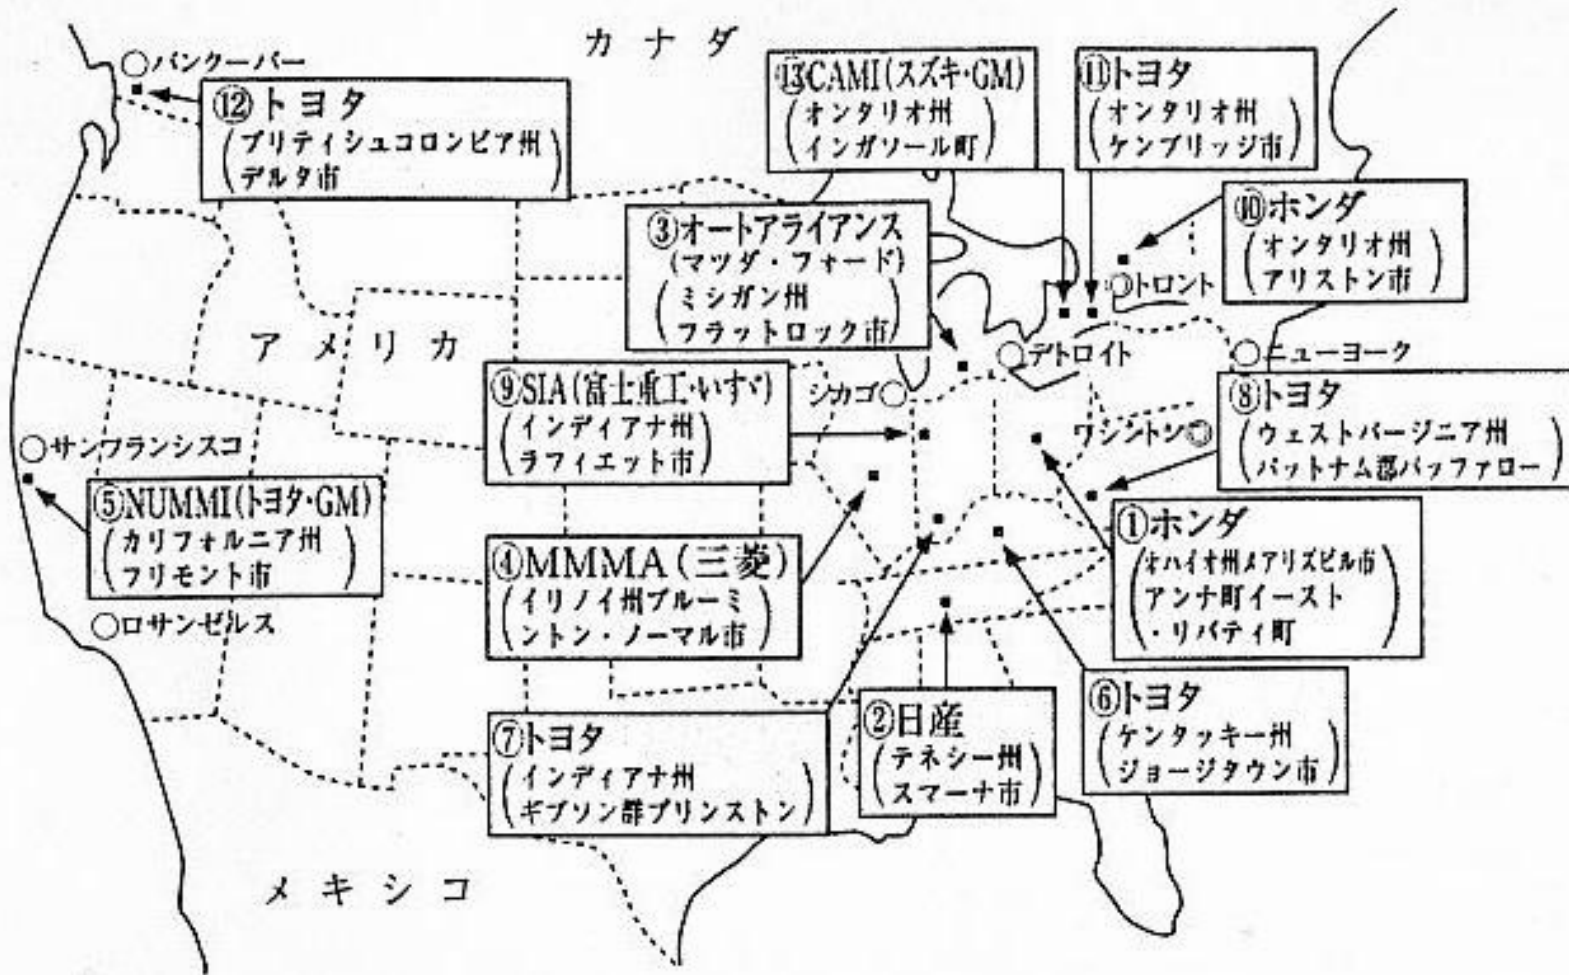 カナダ
○バンクーバー
⑫トヨタ
(ブリティシュコロンビア州
デルタ市)
⑬CAMI(スズキ・GM)
(オンタリオ州
インガソール町)
⑪トヨタ
(オンタリオ州
ケンブリッジ市)
③オートアライアンス
(マツダ・フォード)
(ミシガン州
フラットロック市)
⑩ホンダ
(オンタリオ州
アリストン市)
◎トロント
アメリカ
○デトロイト
○ニューヨーク
⑨SIA(富士重工・いすゞ)
(インディアナ州
ラフィエット市)
シカゴ○
⑧トヨタ
(ウェストバージニア州
パットナム郡バッファロー)
ワシントン◎
○サンフランシスコ
⑤NUMMI(トヨタ・GM)
(カリフォルニア州
フリモント市)
④MMMA(三菱)
(イリノイ州ブルーミ
ントン・ノーマル市)
①ホンダ
(オハイオ州メアリズビル市
アンナ町イースト
・リバティ町)
○ロサンゼルス
⑦トヨタ
(インディアナ州
ギブソン群プリンストン)
②日産
(テネシー州
スマーナ市)
⑥トヨタ
(ケンタッキー州
ジョージタウン市)
メキシコ